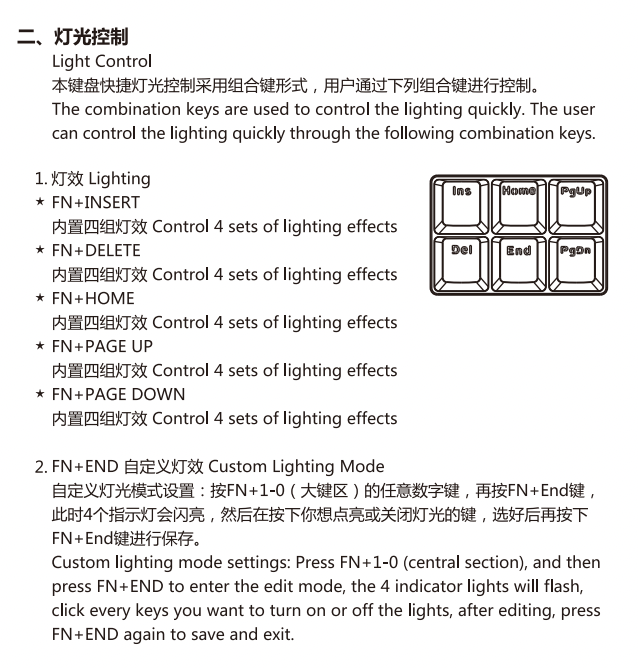 二、灯光控制
Light Control
本键盘快捷灯光控制采用组合键形式，用户通过下列组合键进行控制。
The combination keys are used to control the lighting quickly. The user
can control the lighting quickly through the following combination keys.
1. 灯效 Lighting
★ FN+INSERT
内置四组灯效 Control 4 sets of lighting effects
★ FN+DELETE
内置四组灯效 Control 4 sets of lighting effects
★ FN+HOME
内置四组灯效 Control 4 sets of lighting effects
★ FN+PAGE UP
内置四组灯效 Control 4 sets of lighting effects
★ FN+PAGE DOWN
内置四组灯效 Control 4 sets of lighting effects
Ins Home PgUp
Del End PgDn
2. FN+END 自定义灯效 Custom Lighting Mode
自定义灯光模式设置：按FN+1-0（大键区）的任意数字键，再按FN+End键，
此时4个指示灯会闪亮，然后在按下你想点亮或关闭灯光的键，选好后再按下
FN+End键进行保存。
Custom lighting mode settings: Press FN+1-0 (central section), and then
press FN+END to enter the edit mode, the 4 indicator lights will flash,
click every keys you want to turn on or off the lights, after editing, press
FN+END again to save and exit.